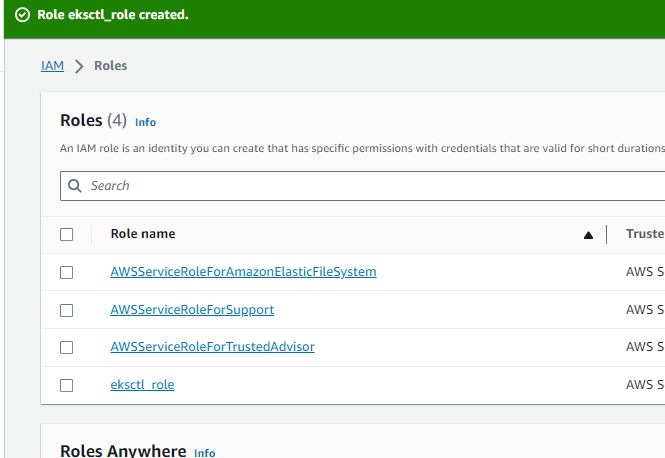 Role eksctl_role created.
IAM > Roles
Roles (4) Info
An IAM role is an identity you can create that has specific permissions with credentials that are valid for short durations
Search
Role name Truste
AWSServiceRoleForAmazonElasticFileSystem AWS S
AWSServiceRoleForSupport AWS S
AWSServiceRoleForTrustedAdvisor AWS S
eksctl_role AWS S
Roles Anywhere Info